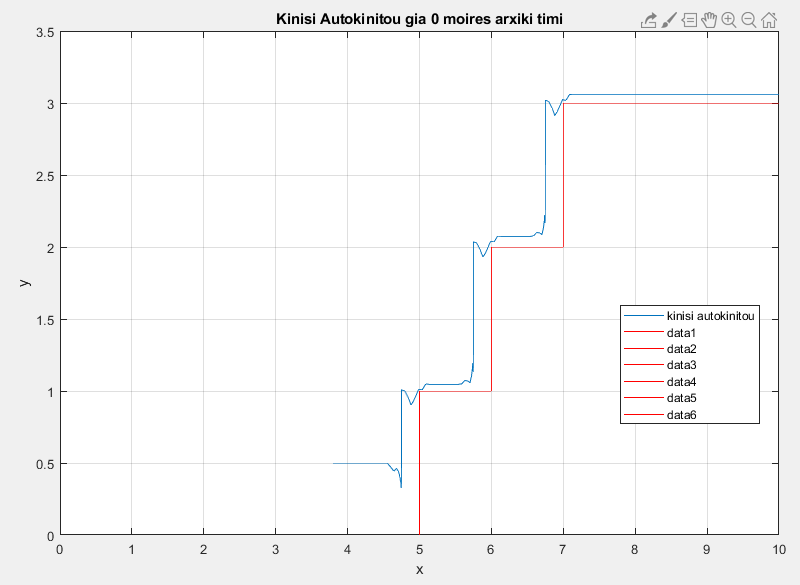 Kinisi Autokinitou gia 0 moires arxiki timi
3.5
3
2.5
2
1.5
1
0.5
0
y
kinisi autokinitou
data1
data2
data3
data4
data5
data6
0 1 2 3 4 5 6 7 8 9 10
x